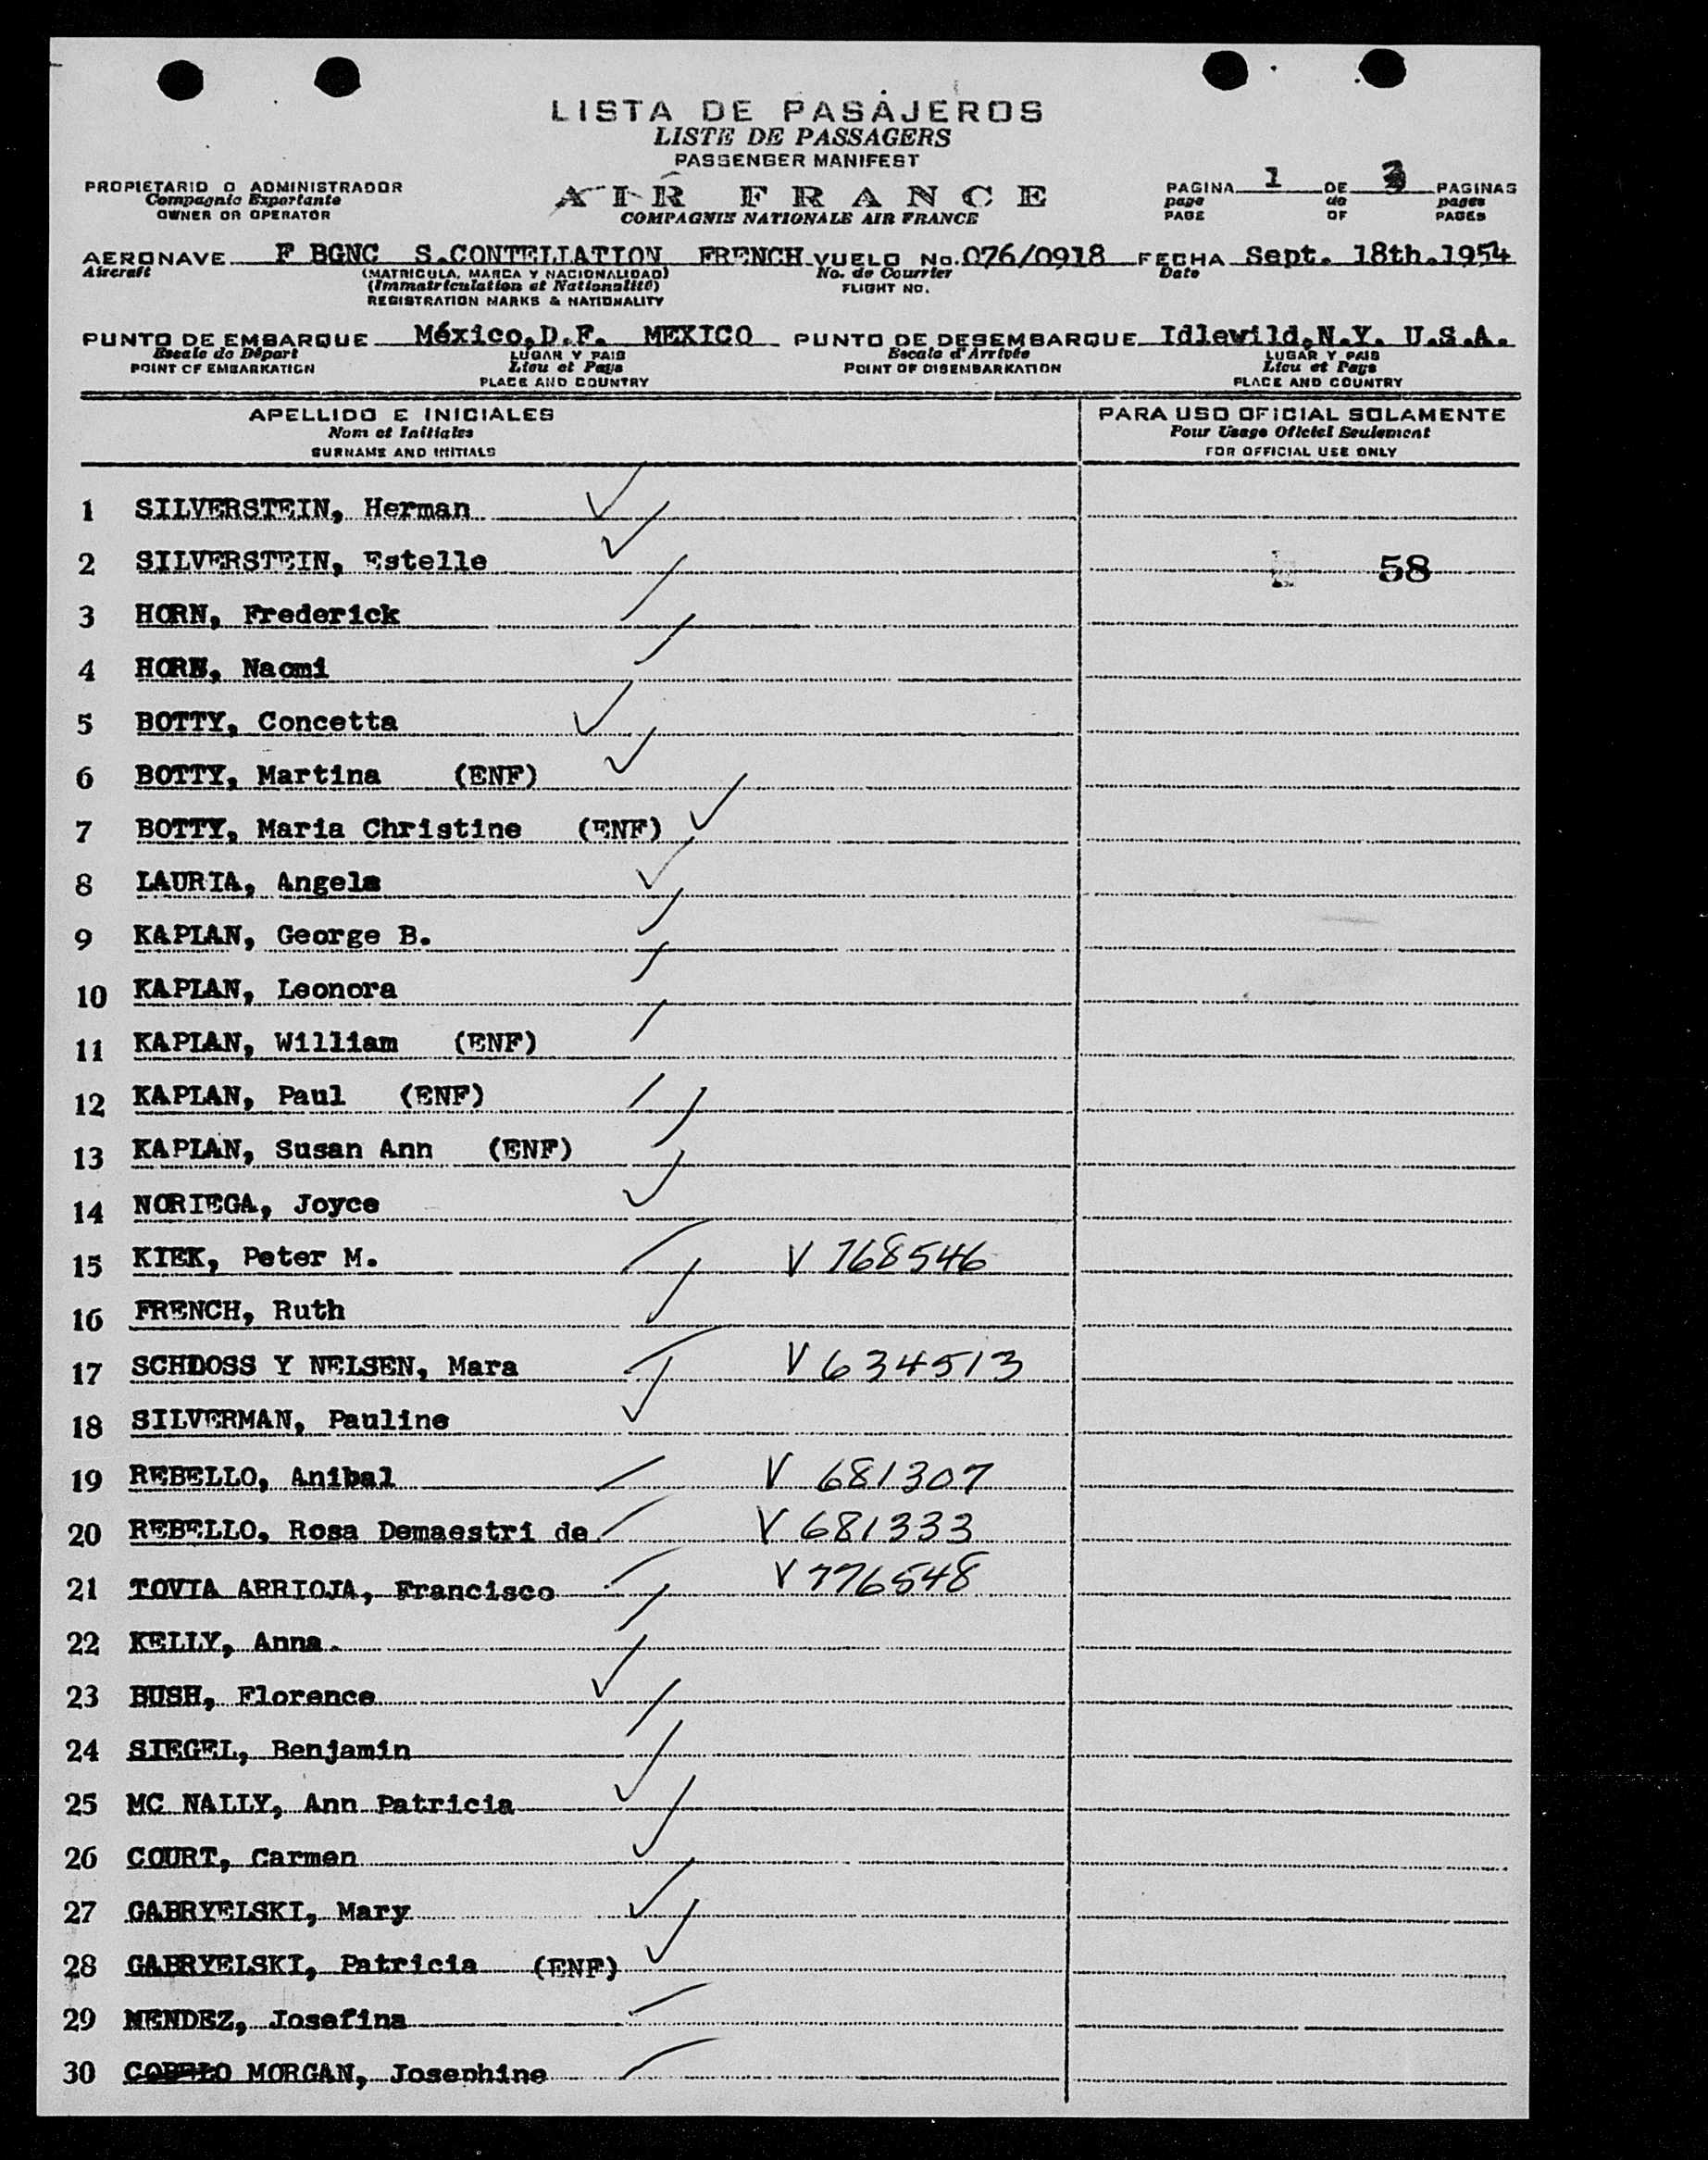 LISTA DE PASAJEROS
LISTE DE PASSAGERS
PASSENGER MANIFEST
PROPIETARIO O ADMINISTRADOR
Compagnie Exportante
OWNER OR OPERATOR
AIR FRANCE
COMPAGNIE NATIONALE AIR FRANCE
PAGINA 1 DE 3 PAGINAS
page de pages
PAGE OF PAGES
AERONAVE F BGNC S.CONTELLATION FRENCH VUELO No. 076/0918 FECHA Sept. 18th.1954
Aircraft (MATRICULA, MARCA Y NACIONALIDAD) No. de Courrier Date
(Immatriculation et Nationalité) FLIGHT NO.
REGISTRATION MARKS & NATIONALITY
PUNTO DE EMBARQUE México,D.F. MEXICO PUNTO DE DESEMBARQUE Idlewild,N.Y. U.S.A.
Escale de Départ LUGAR Y PAIS Escale d'Arrivée LUGAR Y PAIS
POINT OF EMBARKATION Lieu et Pays POINT OF DISEMBARKATION Lieu et Pays
PLACE AND COUNTRY PLACE AND COUNTRY
APELLIDO E INICIALES PARA USO OFICIAL SOLAMENTE
Nom et Initiales Pour Usage Officiel Seulement
SURNAME AND INITIALS FOR OFFICIAL USE ONLY
1 SILVERSTEIN, Herman
2 SILVERSTEIN, Estelle 58
3 HORN, Frederick
4 HORN, Naomi
5 BOTTY, Concetta
6 BOTTY, Martina (ENF)
7 BOTTY, Maria Christine (ENF)
8 LAURIA, Angela
9 KAPLAN, George B.
10 KAPLAN, Leonora
11 KAPLAN, William (ENF)
12 KAPLAN, Paul (ENF)
13 KAPLAN, Susan Ann (ENF)
14 NORIEGA, Joyce
15 KIEK, Peter M. V 768546
16 FRENCH, Ruth
17 SCHDOSS Y NELSEN, Mara V 634513
18 SILVERMAN, Pauline
19 REBELLO, Anibal V 681307
20 REBELLO, Rosa Demaestri de V 681333
21 TOVIA ARRIOJA, Francisco V 776548
22 KELLY, Anna.
23 BUSH, Florence
24 SIEGEL, Benjamin
25 MC NALLY, Ann Patricia
26 COURT, Carmen
27 GABRYELSKI, Mary
28 GABRYELSKI, Patricia (ENF)
29 MENDEZ, Josefina
30 MORGAN, Josephine